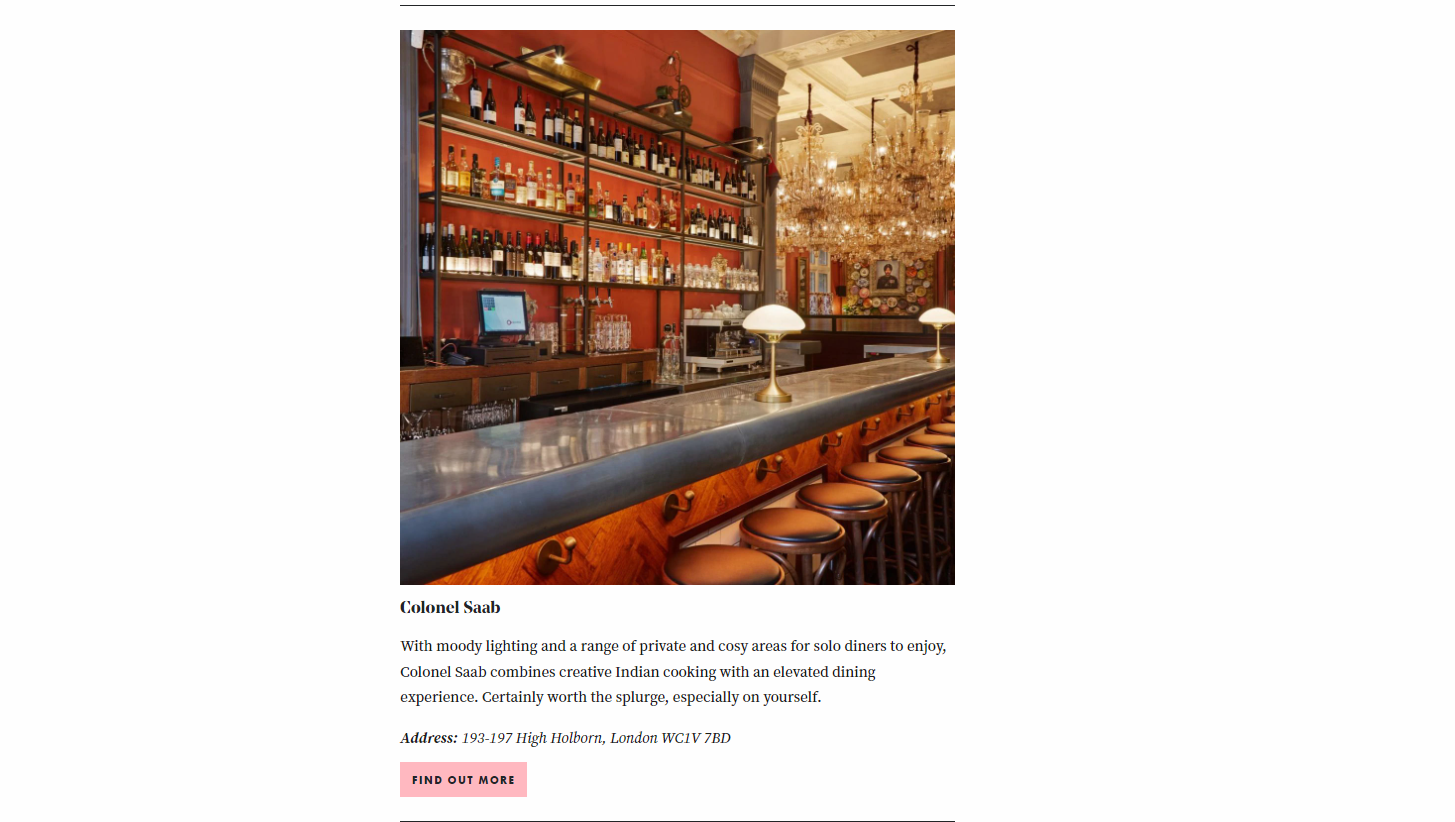 Colonel Saab
With moody lighting and a range of private and cosy areas for solo diners to enjoy,
Colonel Saab combines creative Indian cooking with an elevated dining
experience. Certainly worth the splurge, especially on yourself.
Address: 193-197 High Holborn, London WC1V 7BD
FIND OUT MORE